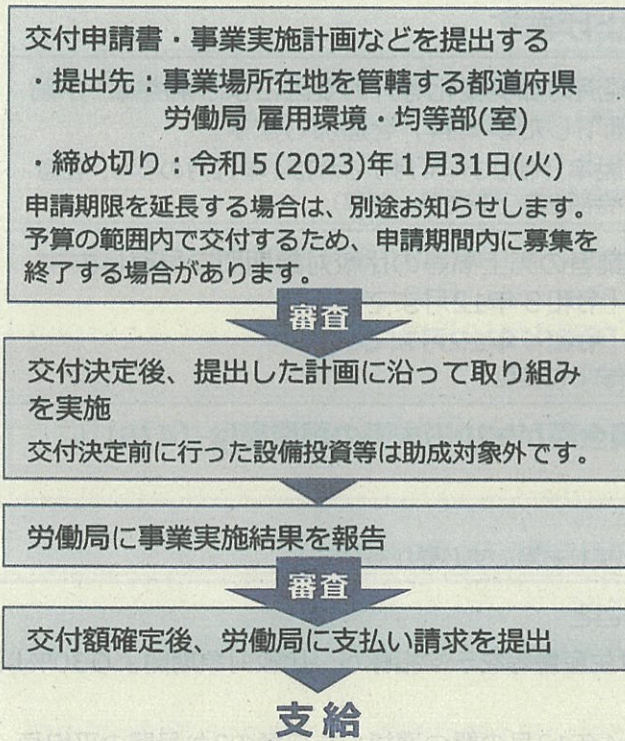 交付申請書・事業実施計画などを提出する
・提出先：事業場所在地を管轄する都道府県
労働局 雇用環境・均等部(室)
・締め切り：令和５(2023)年１月31日(火)
申請期限を延長する場合は、別途お知らせします。
予算の範囲内で交付するため、申請期間内に募集を
終了する場合があります。
審査
交付決定後、提出した計画に沿って取り組み
を実施
交付決定前に行った設備投資等は助成対象外です。
労働局に事業実施結果を報告
審査
交付額確定後、労働局に支払い請求を提出
支給